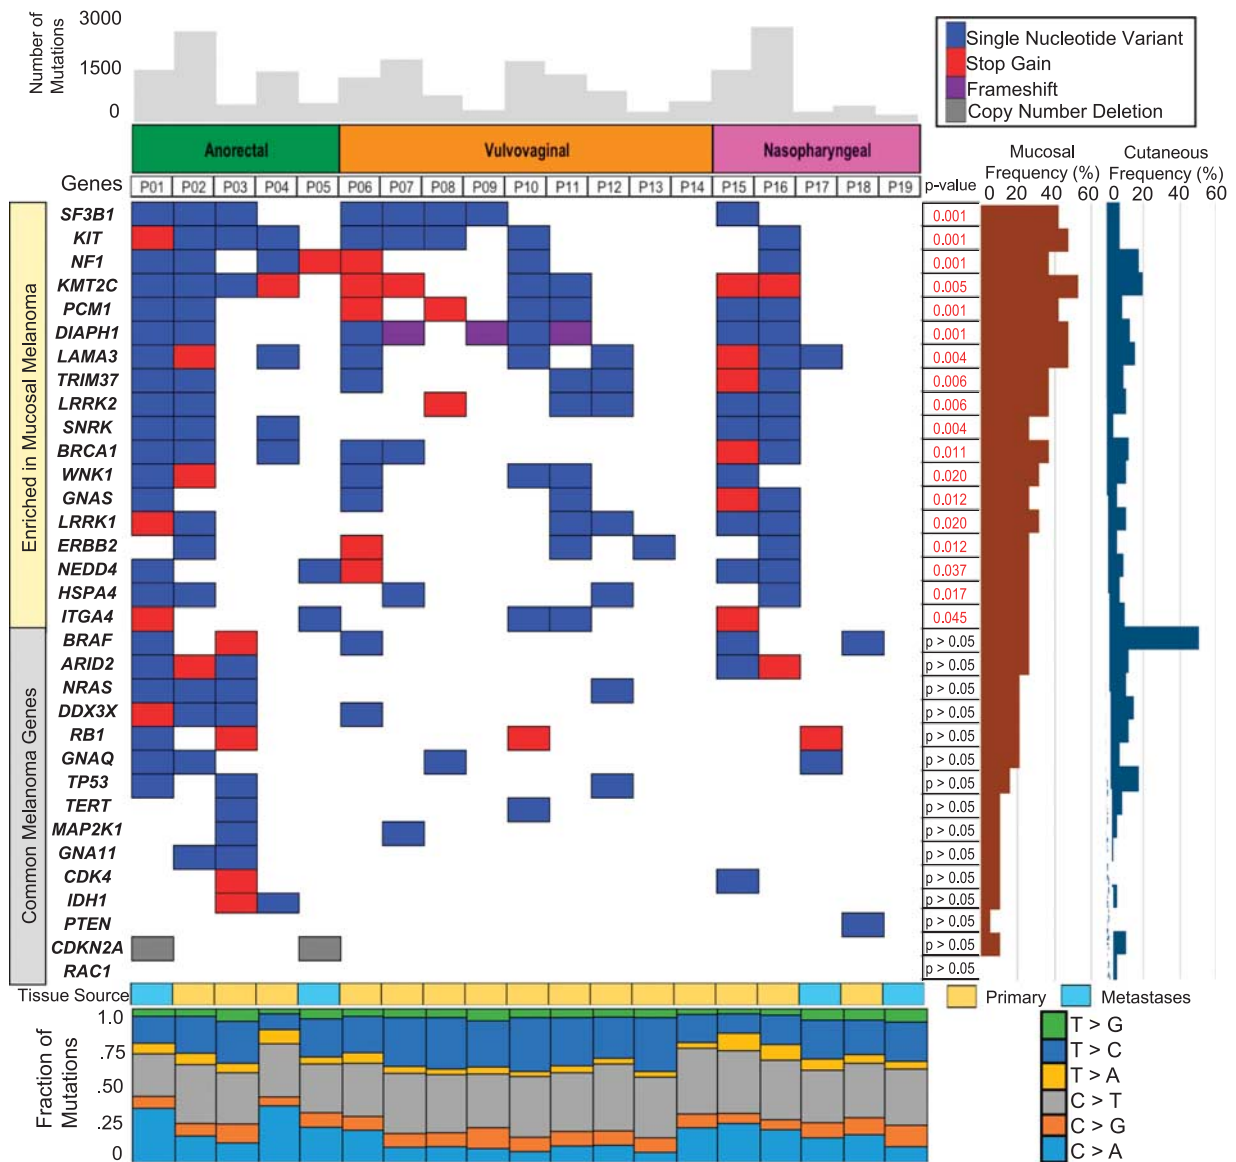 Number of
Mutations
3000
1500
0
Single Nucleotide Variant
Stop Gain
Frameshift
Copy Number Deletion
Anorectal
Vulvovaginal
Nasopharyngeal
Mucosal
Frequency (%)
0 20 40 60
Cutaneous
Frequency (%)
0 20 40 60
Genes P01 P02 P03 P04 P05 P06 P07 P08 P09 P10 P11 P12 P13 P14 P15 P16 P17 P18 P19 p-value
Enriched in Mucosal Melanoma
SF3B1 0.001
KIT 0.001
NF1 0.001
KMT2C 0.005
PCM1 0.001
DIAPH1 0.001
LAMA3 0.004
TRIM37 0.006
LRRK2 0.006
SNRK 0.004
BRCA1 0.011
WNK1 0.020
GNAS 0.012
LRRK1 0.020
ERBB2 0.012
NEDD4 0.037
HSPA4 0.017
ITGA4 0.045
Common Melanoma Genes
BRAF p > 0.05
ARID2 p > 0.05
NRAS p > 0.05
DDX3X p > 0.05
RB1 p > 0.05
GNAQ p > 0.05
TP53 p > 0.05
TERT p > 0.05
MAP2K1 p > 0.05
GNA11 p > 0.05
CDK4 p > 0.05
IDH1 p > 0.05
PTEN p > 0.05
CDKN2A p > 0.05
RAC1 p > 0.05
Tissue Source
Primary
Metastases
Fraction of
Mutations
1.0
.75
.50
.25
0
T > G
T > C
T > A
C > T
C > G
C > A